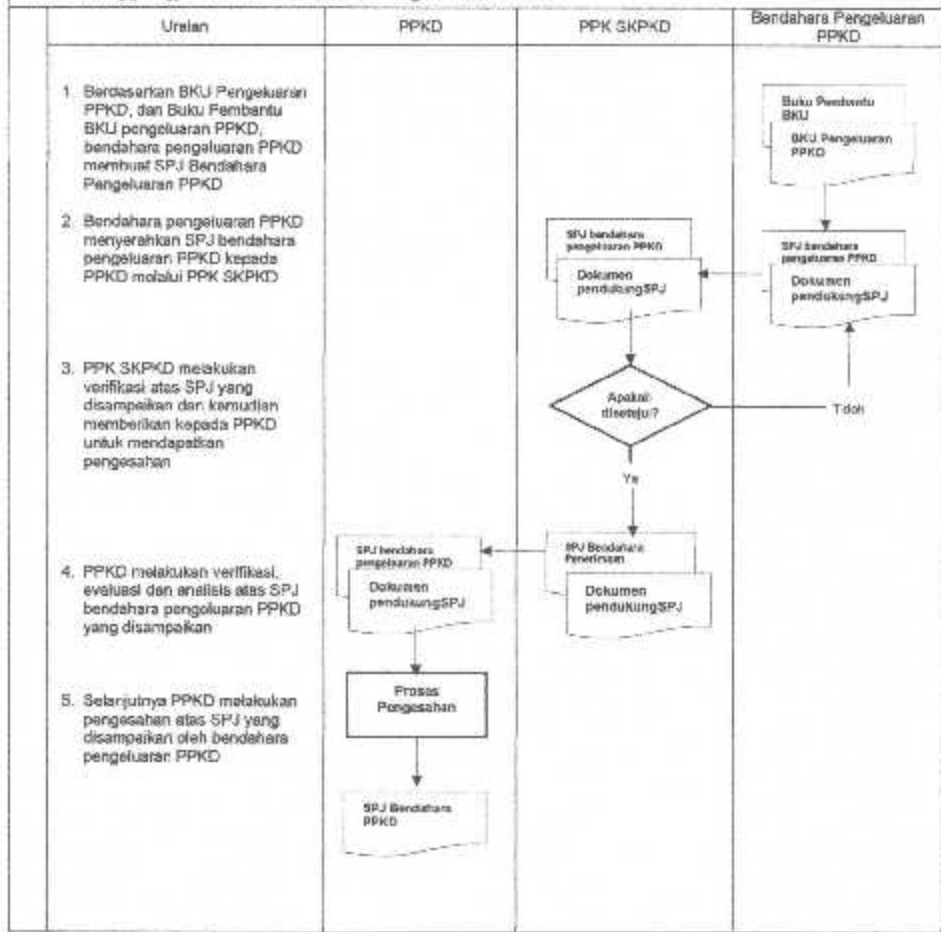 Uraian
PPKD
PPK SKPKD
Bendahara Pengeluaran
PPKD
1. Berdasarkan BKU Pengeluaran
PPKD, dan Buku Pembantu
BKU pengeluaran PPKD,
bendahara pengeluaran PPKD
membuat SPJ Bendahara
Pengeluaran PPKD
2. Bendahara pengeluaran PPKD
menyerahkan SPJ bendahara
pengeluaran PPKD kepada
PPKD melalui PPK SKPKD
3. PPK SKPKD melakukan
verifikasi atas SPJ yang
disampaikan dan kemudian
memberikan kepada PPKD
untuk mendapatkan
pengesahan
4. PPKD melakukan verifikasi,
evaluasi dan analisis atas SPJ
bendahara pengeluaran PPKD
yang disampaikan
5. Selanjutnya PPKD melakukan
pengesahan atas SPJ yang
disampaikan oleh bendahara
pengeluaran PPKD
SPJ bendahara
pengeluaran PPKD
Dokumen
pendukungSPJ
Proses
Pengesahan
SPJ Bendahara
PPKD
SPJ bendahara
pengeluaran PPKD
Dokumen
pendukungSPJ
Apakah
disetujui?
Ya
SPJ Bendahara
Penerimaan
Dokumen
pendukungSPJ
Buku Pembantu
BKU
BKU Pengeluaran
PPKD
SPJ bendahara
pengeluaran PPKD
Dokumen
pendukungSPJ
Tidak